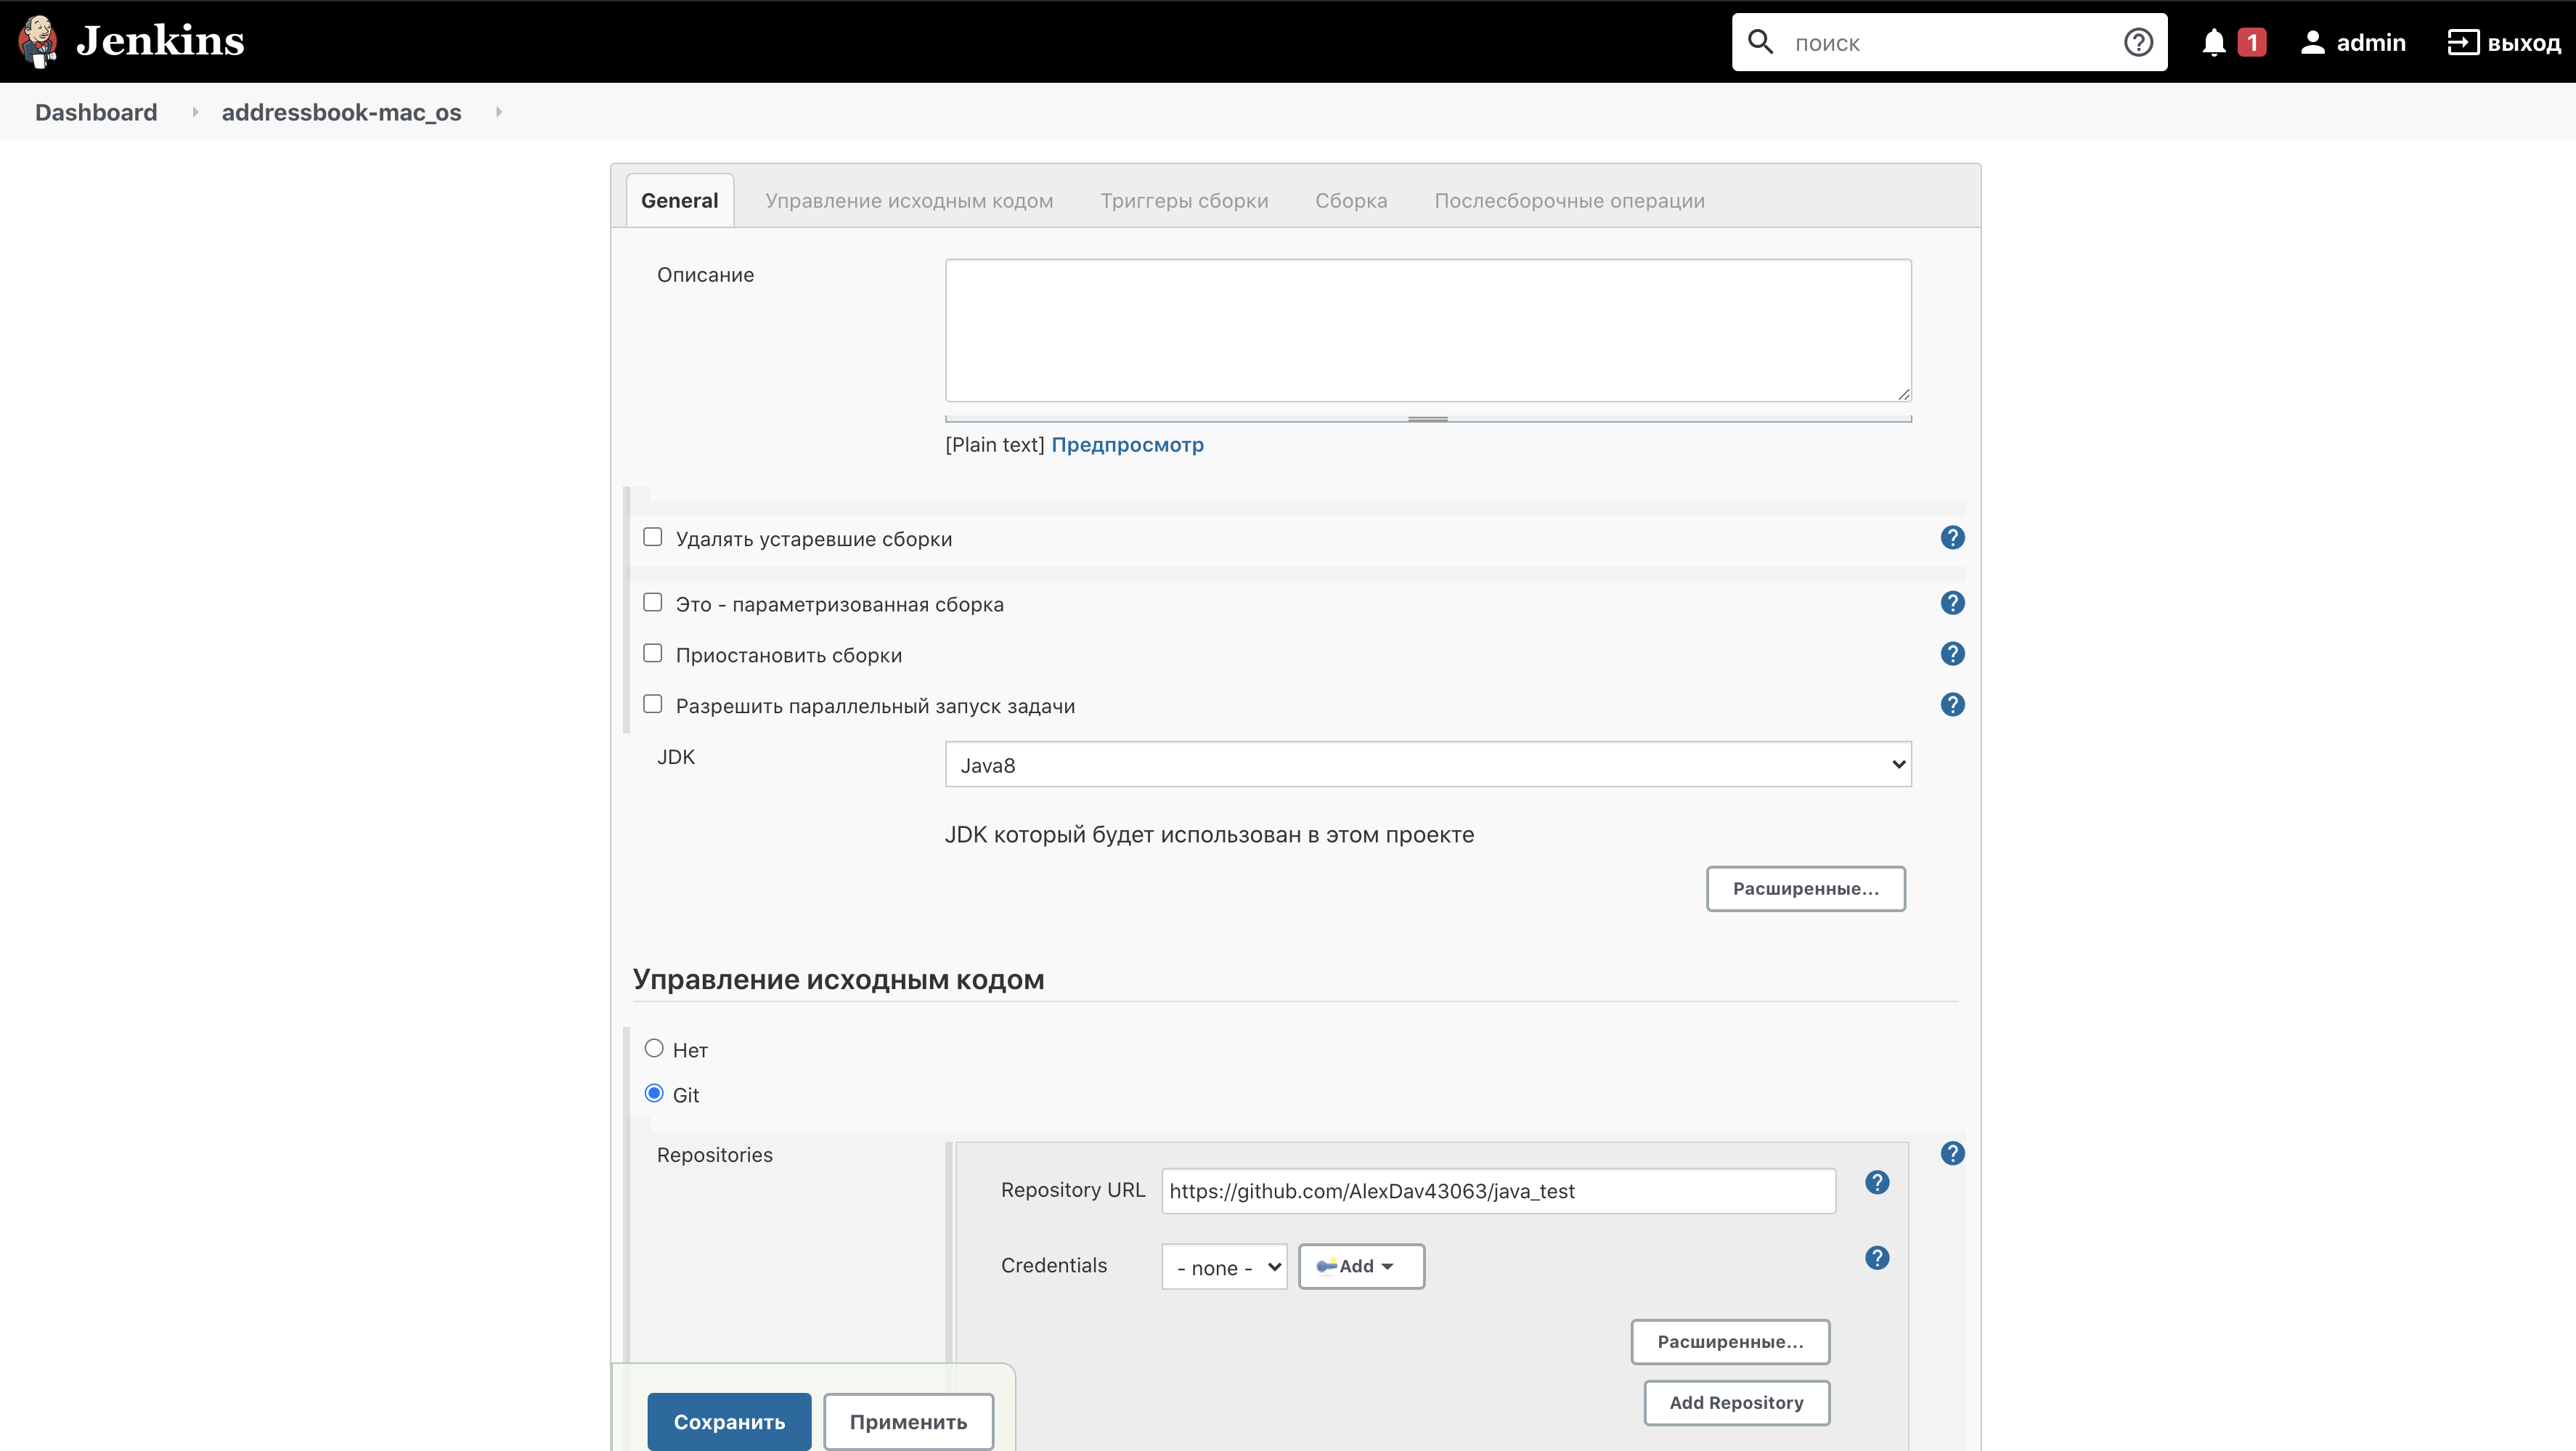 Jenkins
поиск
1
admin
выход
Dashboard
addressbook-mac_os
General
Управление исходным кодом
Триггеры сборки
Сборка
Послесборочные операции
Описание
[Plain text] Предпросмотр
Удалять устаревшие сборки
Это - параметризованная сборка
Приостановить сборки
Разрешить параллельный запуск задачи
JDK
Java8
JDK который будет использован в этом проекте
Расширенные...
Управление исходным кодом
Нет
Git
Repositories
Repository URL
https://github.com/AlexDav43063/java_test
Credentials
- none -
Add
Расширенные...
Add Repository
Сохранить
Применить